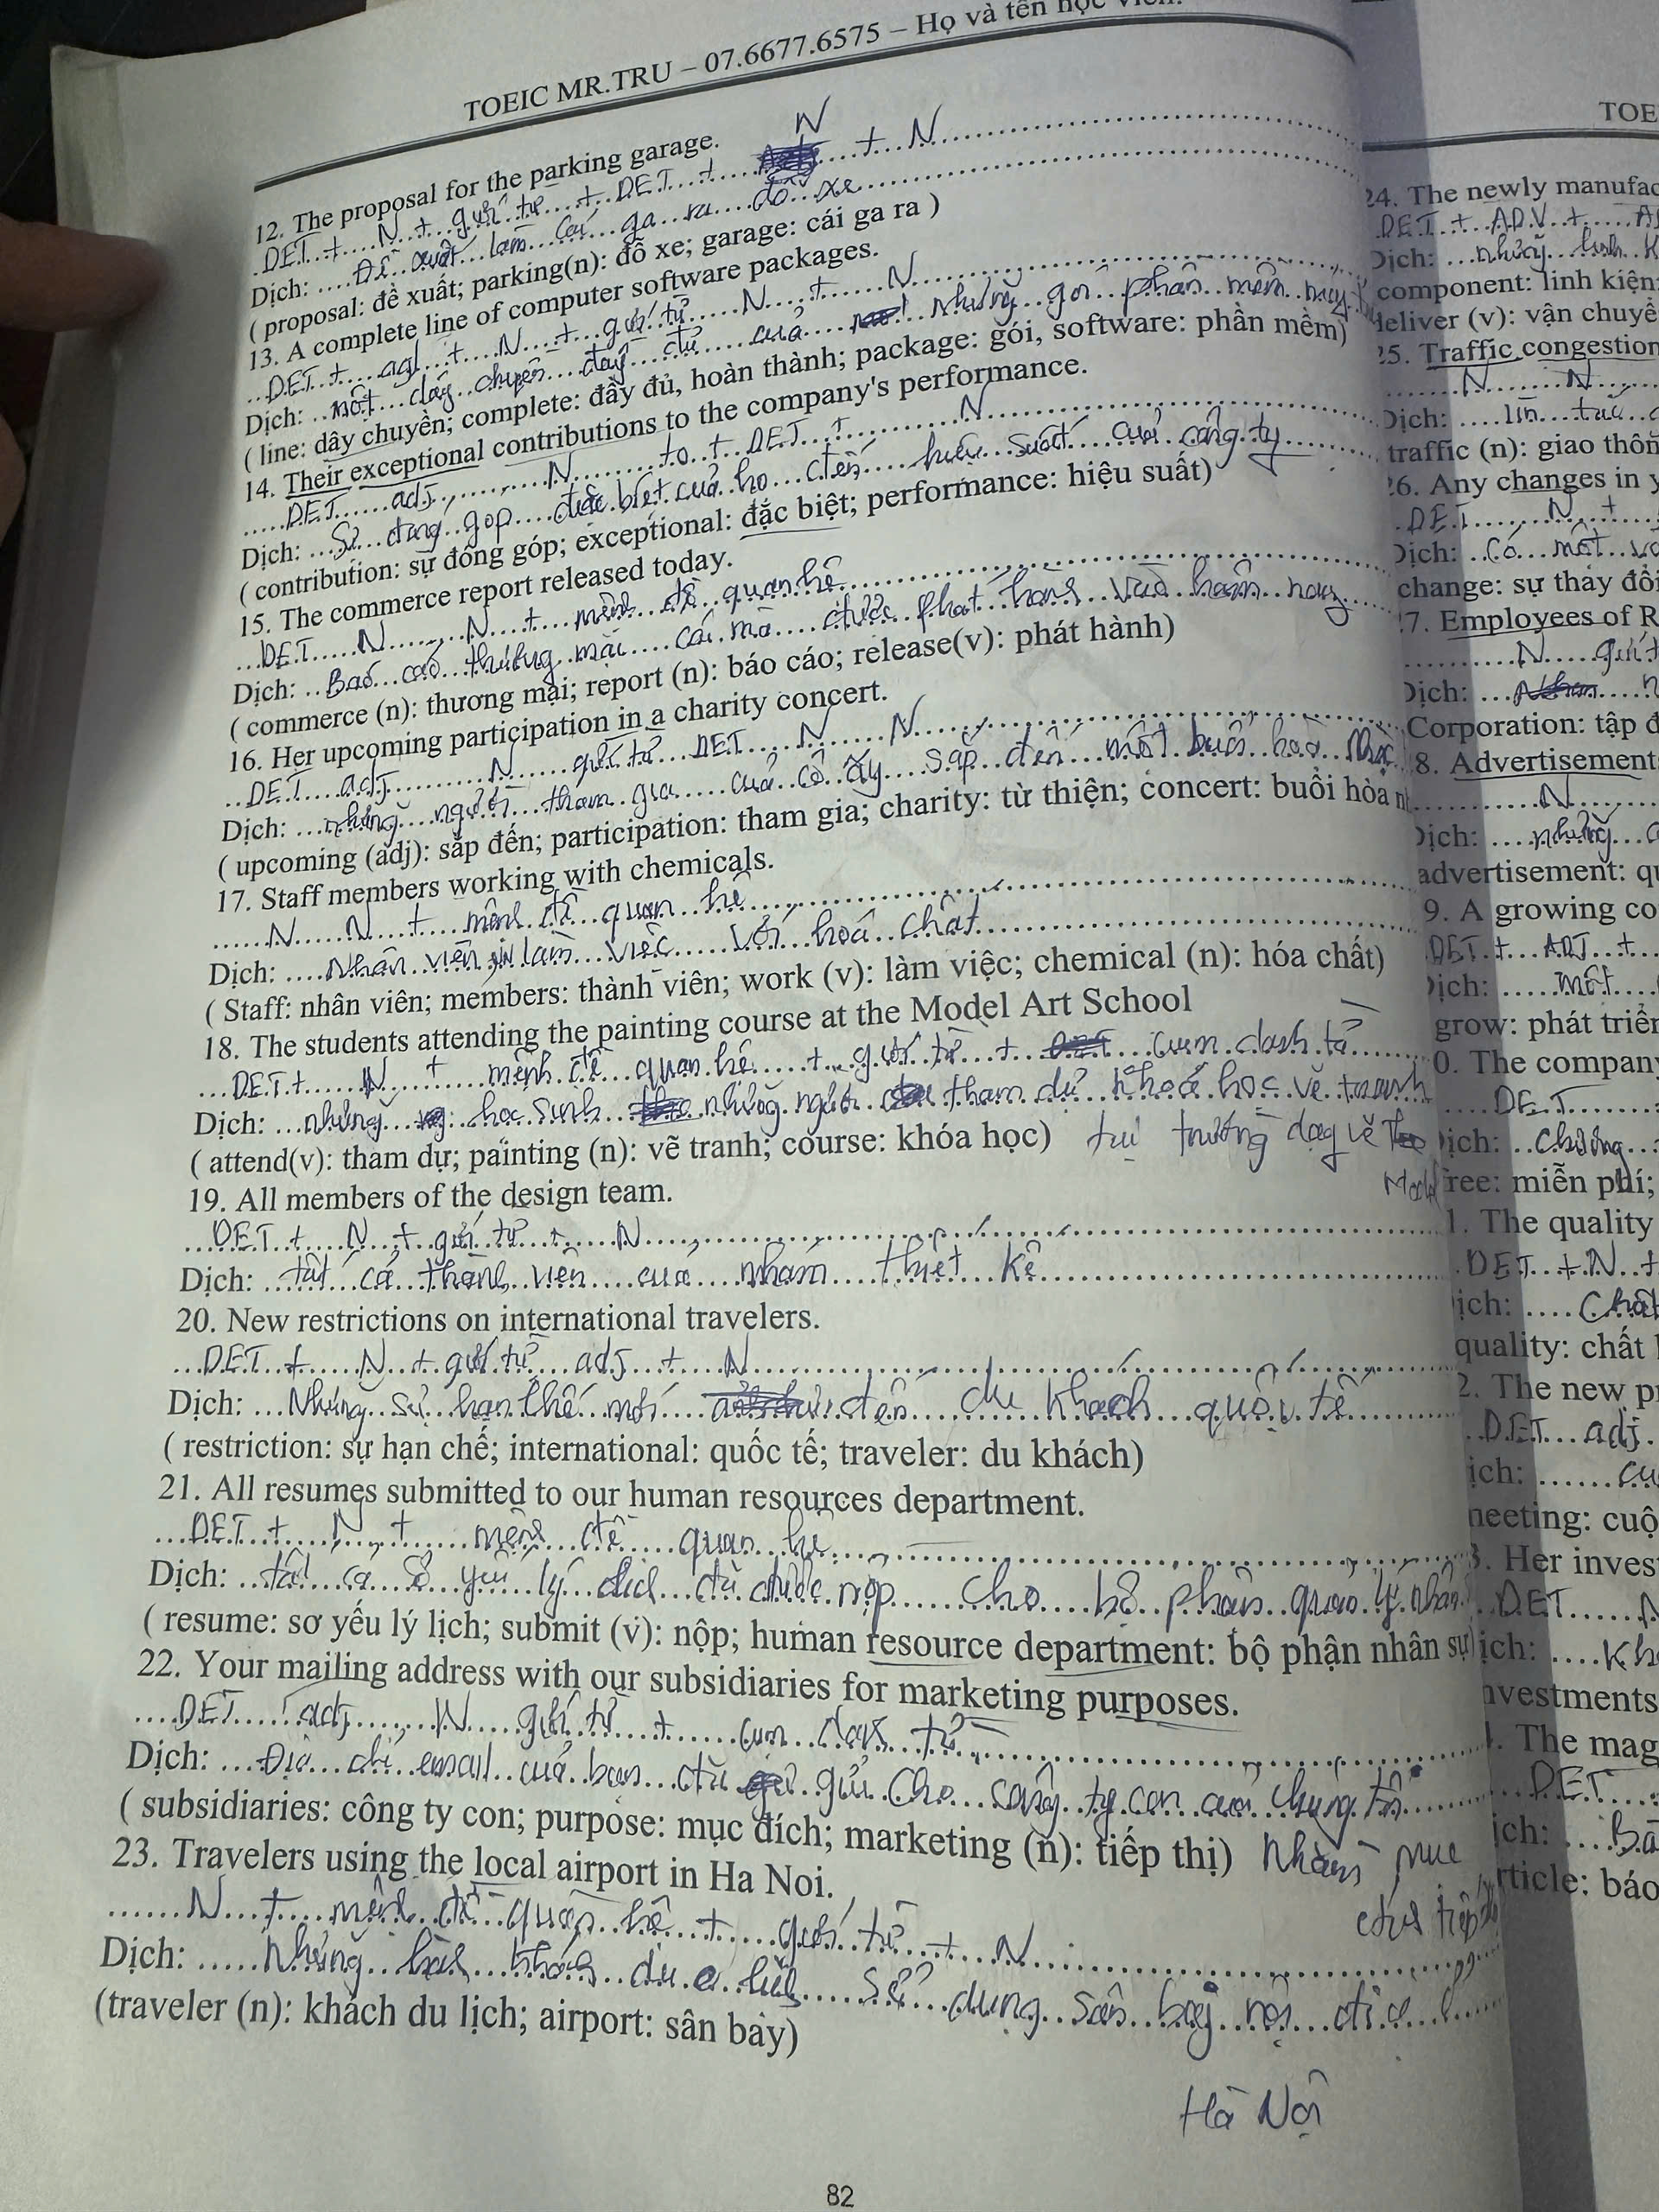 TOEIC MR.TRU – 07.6677.6575 – Họ và tên học viên:
12. The proposal for the parking garage.
DET + N + giới từ + DET + N + N
Dịch: Đề xuất làm cái ga ra đỗ xe
( proposal: đề xuất; parking(n): đỗ xe; garage: cái ga ra )
13. A complete line of computer software packages.
DET + adj + N + giới từ N + N
Dịch: một dây chuyền đầy đủ của những gói phần mềm máy
( line: dây chuyền; complete: đầy đủ, hoàn thành; package: gói, software: phần mềm)
14. Their exceptional contributions to the company's performance.
DET adj N to + DET + N
Dịch: Sự đóng góp đặc biệt của họ đến hiệu suất của công ty
( contribution: sự đóng góp; exceptional: đặc biệt; performance: hiệu suất)
15. The commerce report released today.
DET N N + mệnh đề quan hệ
Dịch: Báo cáo thương mại cái mà được phát hành vào hôm nay
( commerce (n): thương mại; report (n): báo cáo; release(v): phát hành)
16. Her upcoming participation in a charity concert.
DET adj N giới từ DET N N
Dịch: những người tham gia của cô ấy sắp đến một buổi hoà nhạc
( upcoming (adj): sắp đến; participation: tham gia; charity: từ thiện; concert: buổi hòa
17. Staff members working with chemicals.
N N + mệnh đề quan hệ
Dịch: Nhân viên làm việc với hoá chất
( Staff: nhân viên; members: thành viên; work (v): làm việc; chemical (n): hóa chất)
18. The students attending the painting course at the Model Art School
DET + N + mệnh đề quan hệ + giới từ + cụm danh từ
Dịch: những học sinh những người tham dự khoá học vẽ tranh
( attend(v): tham dự; painting (n): vẽ tranh; course: khóa học) tại trường dạy vẽ
Model
19. All members of the design team.
DET + N + giới từ + N
Dịch: tất cả thành viên của nhóm thiết kế
20. New restrictions on international travelers.
DET + N + giới từ adj + N
Dịch: Những sự hạn chế mới đến du khách quốc tế
( restriction: sự hạn chế; international: quốc tế; traveler: du khách)
21. All resumes submitted to our human resources department.
DET + N + mệnh đề quan hệ
Dịch: tất cả sơ yếu lý lịch đã được nộp cho bộ phận quản lý nhân
( resume: sơ yếu lý lịch; submit (v): nộp; human resource department: bộ phận nhân sự)
22. Your mailing address with our subsidiaries for marketing purposes.
DET adj N giới từ + cụm danh từ
Dịch: Địa chỉ email của bạn đã gửi cho công ty con của chúng tôi
( subsidiaries: công ty con; purpose: mục đích; marketing (n): tiếp thị) nhằm mục
đích tiếp
23. Travelers using the local airport in Ha Noi.
N + mệnh đề quan hệ + giới từ + N
Dịch: Những hành khách du lịch sử dụng sân bay nội địa
(traveler (n): khách du lịch; airport: sân bay)
Hà Nội
82
TOE
24. The newly manufac
DET + ADV +
Dịch: những linh
component: linh kiện
deliver (v): vận chuyể
25. Traffic congestion
N N
Dịch:
traffic (n): giao thôn
26. Any changes in y
DET N +
Dịch: Có một
change: sự thay đổi
27. Employees of R
N
Dịch:
Corporation: tập đ
28. Advertisement
N
Dịch: những
advertisement: qu
9. A growing co
DET + ADJ +
Dịch: một
grow: phát triển
0. The company
DET
Dịch: chương
free: miễn phí;
1. The quality
DET + N +
ịch: Chất
quality: chất l
2. The new p
DET adj
ịch:
meeting: cuộ
3. Her inves
DET
ịch:
nvestments
. The mag
DET
ịch:
rticle: báo